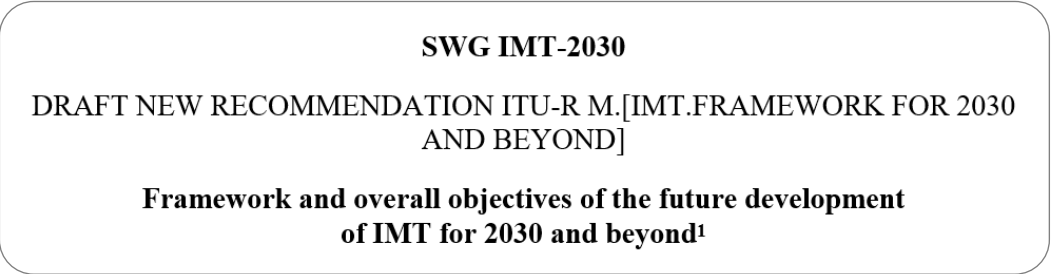 SWG IMT-2030
DRAFT NEW RECOMMENDATION ITU-R M.[IMT.FRAMEWORK FOR 2030
AND BEYOND]
Framework and overall objectives of the future development
of IMT for 2030 and beyond¹